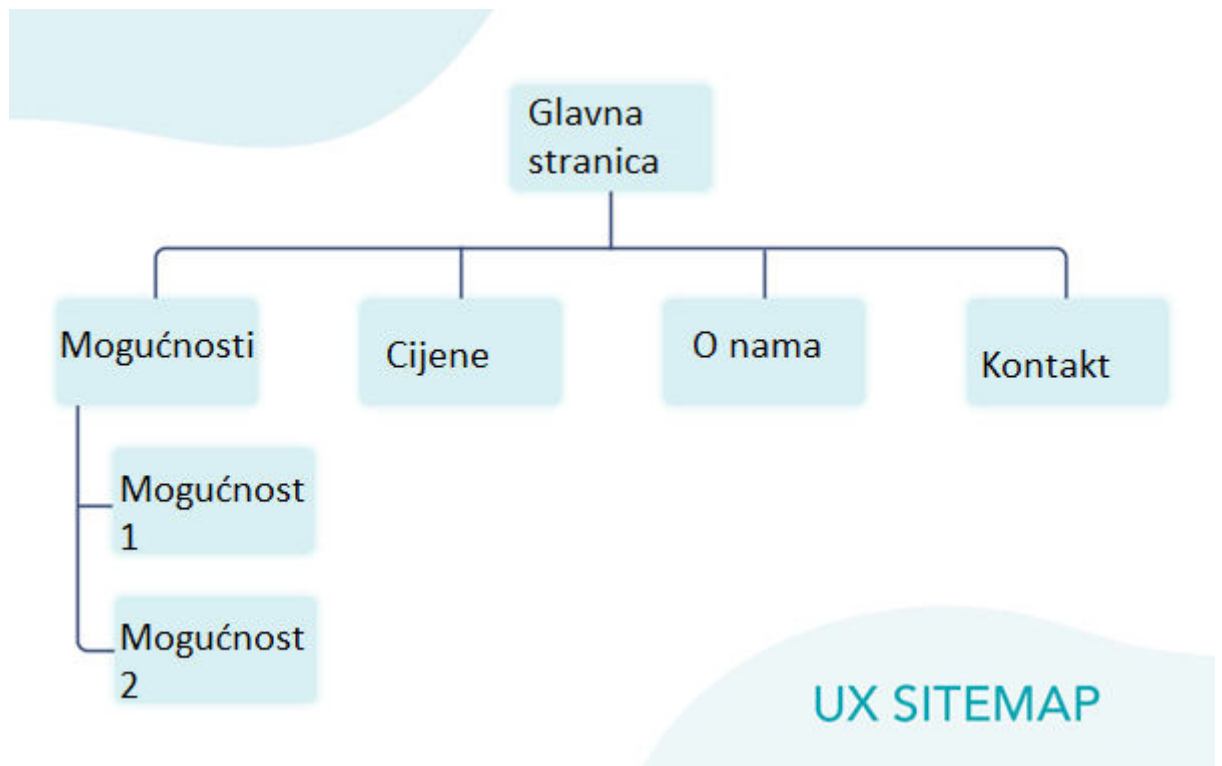 Glavna
stranica
Mogućnosti
Cijene
O nama
Kontakt
Mogućnost
1
Mogućnost
2
UX SITEMAP